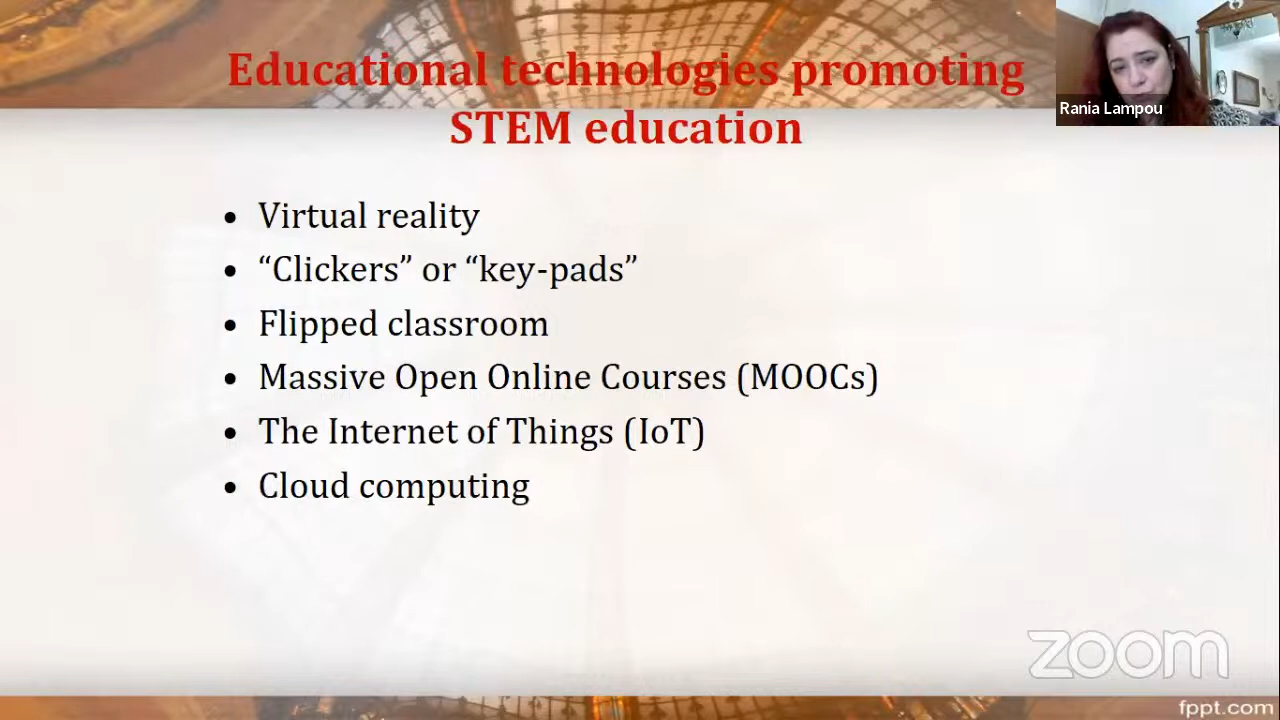 Educational technologies promoting
STEM education
Rania Lampou
• Virtual reality
• “Clickers” or “key-pads”
• Flipped classroom
• Massive Open Online Courses (MOOCs)
• The Internet of Things (IoT)
• Cloud computing
zoom
fppt.com